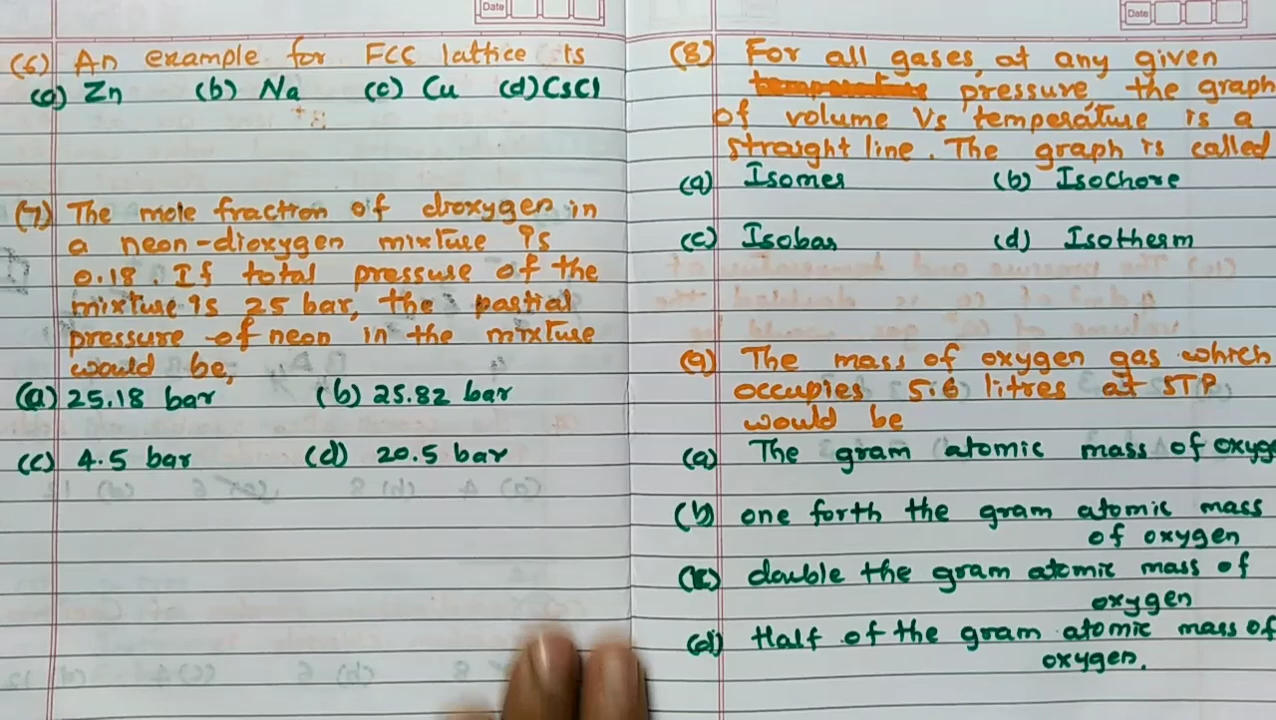 Date
(6) An example for FCC lattice is
(a) Zn (b) Na (c) Cu (d) CsCl
(7) The mole fraction of dioxygen in
a neon-dioxygen mixture is
0.18. If total pressure of the
mixture is 25 bar, the partial
pressure of neon in the mixture
would be,
(a) 25.18 bar (b) 25.82 bar
(c) 4.5 bar (d) 20.5 bar
Date
(8) For all gases, at any given
pressure, the graph
of volume Vs temperature is a
straight line. The graph is called
(a) Isomer (b) Isochore
(c) Isobar (d) Isotherm
(9) The mass of oxygen gas which
occupies 5.6 litres at STP
would be
(a) The gram atomic mass of oxyge
(b) one forth the gram atomic mass
of oxygen
(c) double the gram atomic mass of
oxygen
(d) Half of the gram atomic mass of
oxygen.